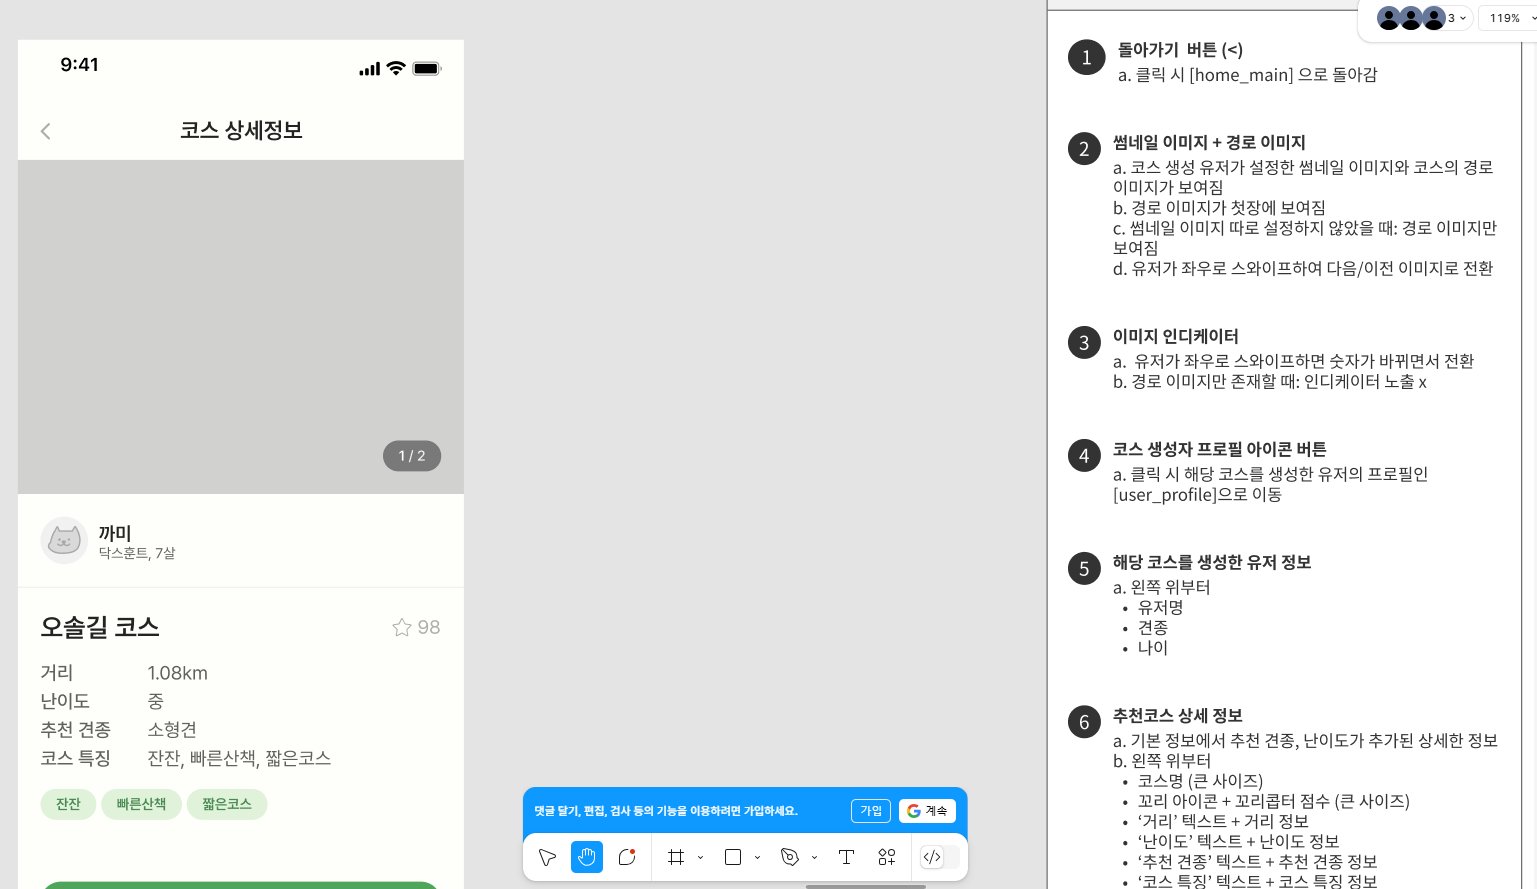 9:41
코스 상세정보
1 / 2
까미
닥스훈트, 7살
오솔길 코스
98
거리 1.08km
난이도 중
추천 견종 소형견
코스 특징 잔잔, 빠른산책, 짧은코스
잔잔 빠른산책 짧은코스
댓글 달기, 편집, 검사 등의 기능을 이용하려면 가입하세요. 가입 계속
3 119%
1 돌아가기 버튼 (<)
a. 클릭 시 [home_main] 으로 돌아감
2 썸네일 이미지 + 경로 이미지
a. 코스 생성 유저가 설정한 썸네일 이미지와 코스의 경로
이미지가 보여짐
b. 경로 이미지가 첫장에 보여짐
c. 썸네일 이미지 따로 설정하지 않았을 때: 경로 이미지만
보여짐
d. 유저가 좌우로 스와이프하여 다음/이전 이미지로 전환
3 이미지 인디케이터
a. 유저가 좌우로 스와이프하면 숫자가 바뀌면서 전환
b. 경로 이미지만 존재할 때: 인디케이터 노출 x
4 코스 생성자 프로필 아이콘 버튼
a. 클릭 시 해당 코스를 생성한 유저의 프로필인
[user_profile]으로 이동
5 해당 코스를 생성한 유저 정보
a. 왼쪽 위부터
• 유저명
• 견종
• 나이
6 추천코스 상세 정보
a. 기본 정보에서 추천 견종, 난이도가 추가된 상세한 정보
b. 왼쪽 위부터
• 코스명 (큰 사이즈)
• 꼬리 아이콘 + 꼬리콥터 점수 (큰 사이즈)
• ‘거리’ 텍스트 + 거리 정보
• ‘난이도’ 텍스트 + 난이도 정보
• ‘추천 견종’ 텍스트 + 추천 견종 정보
• ‘코스 특징’ 텍스트 + 코스 특징 정보